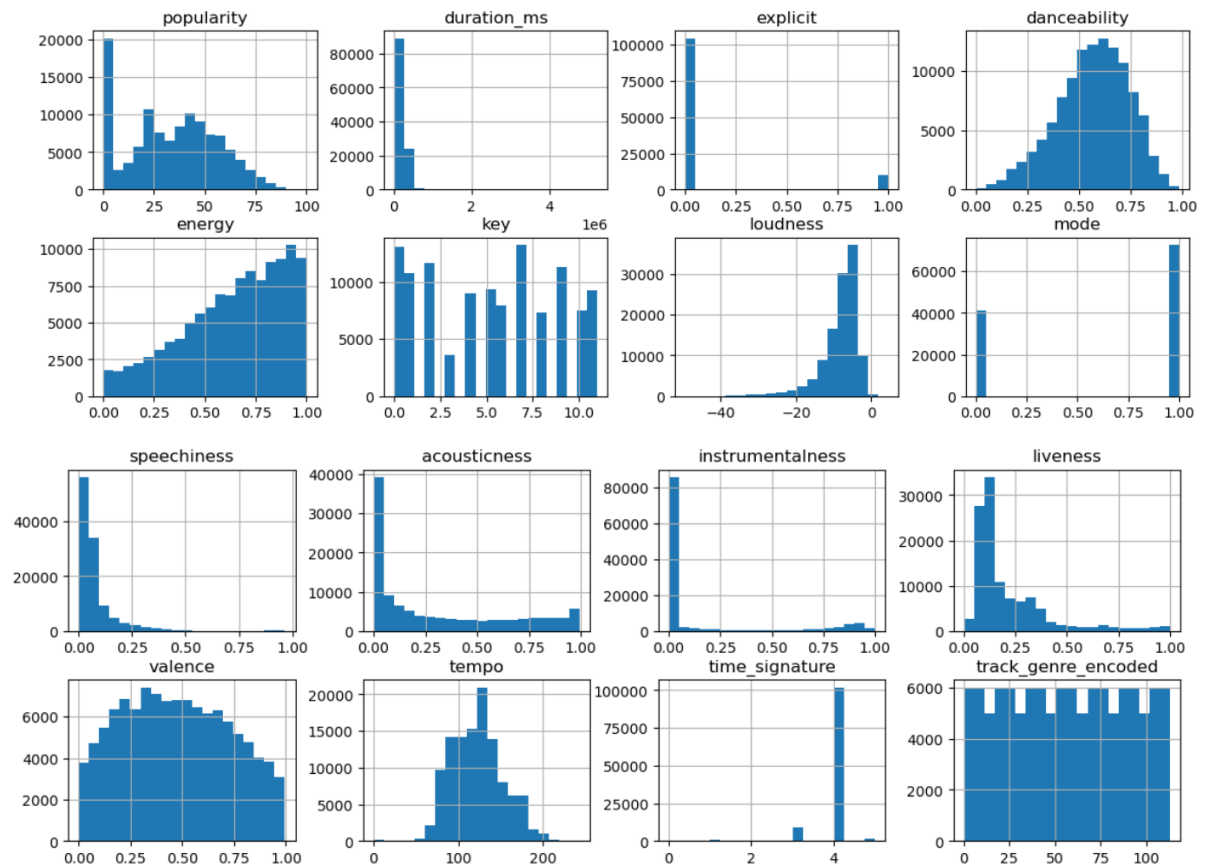 popularity duration_ms explicit danceability
20000 15000 10000 5000 0
0 25 50 75 100
80000 60000 40000 20000 0
0 2 4
1e6
100000 75000 50000 25000 0
0.00 0.25 0.50 0.75 1.00
10000 5000 0
0.00 0.25 0.50 0.75 1.00
energy key loudness mode
10000 7500 5000 2500 0
0.00 0.25 0.50 0.75 1.00
10000 5000 0
0.0 2.5 5.0 7.5 10.0
30000 20000 10000 0
−40 −20 0
60000 40000 20000 0
0.00 0.25 0.50 0.75 1.00
speechiness acousticness instrumentalness liveness
40000 20000 0
0.00 0.25 0.50 0.75 1.00
40000 30000 20000 10000 0
0.00 0.25 0.50 0.75 1.00
80000 60000 40000 20000 0
0.00 0.25 0.50 0.75 1.00
30000 20000 10000 0
0.00 0.25 0.50 0.75 1.00
valence tempo time_signature track_genre_encoded
6000 4000 2000 0
0.00 0.25 0.50 0.75 1.00
20000 15000 10000 5000 0
0 100 200
100000 75000 50000 25000 0
0 2 4
6000 4000 2000 0
0 25 50 75 100